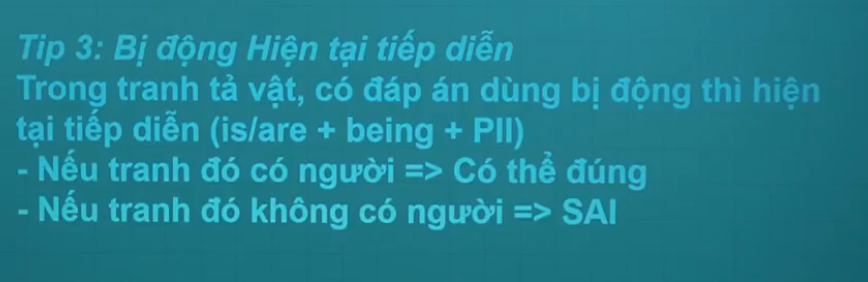 Tip 3: Bị động Hiện tại tiếp diễn
Trong tranh tả vật, có đáp án dùng bị động thì hiện
tại tiếp diễn (is/are + being + PII)
- Nếu tranh đó có người => Có thể đúng
- Nếu tranh đó không có người => SAI